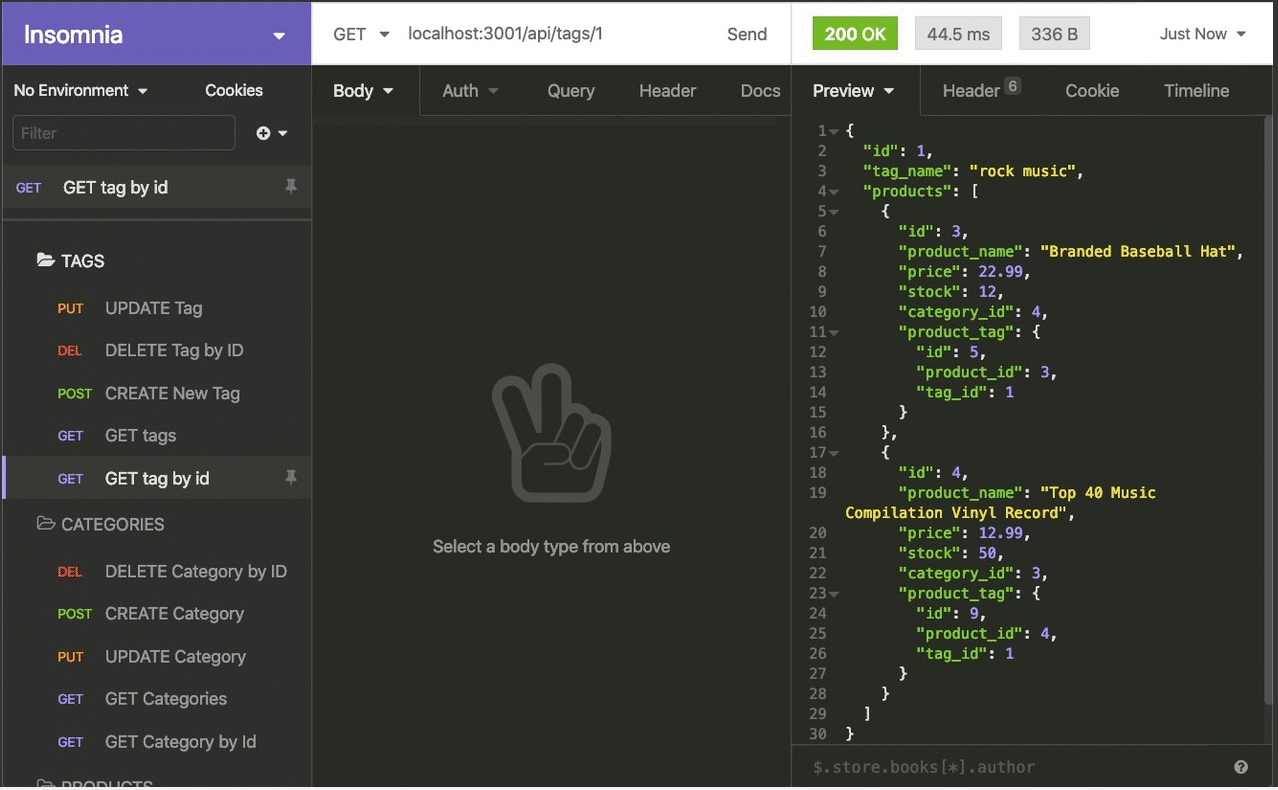 Insomnia
GET localhost:3001/api/tags/1 Send
200 OK 44.5 ms 336 B Just Now
No Environment Cookies
Body Auth Query Header Docs
Preview Header 6 Cookie Timeline
Filter
GET GET tag by id
TAGS
PUT UPDATE Tag
DEL DELETE Tag by ID
POST CREATE New Tag
GET GET tags
GET GET tag by id
CATEGORIES
DEL DELETE Category by ID
POST CREATE Category
PUT UPDATE Category
GET GET Categories
GET GET Category by Id
PRODUCTS
Select a body type from above
1 {
2 "id": 1,
3 "tag_name": "rock music",
4 "products": [
5 {
6 "id": 3,
7 "product_name": "Branded Baseball Hat",
8 "price": 22.99,
9 "stock": 12,
10 "category_id": 4,
11 "product_tag": {
12 "id": 5,
13 "product_id": 3,
14 "tag_id": 1
15 }
16 },
17 {
18 "id": 4,
19 "product_name": "Top 40 Music
Compilation Vinyl Record",
20 "price": 12.99,
21 "stock": 50,
22 "category_id": 3,
23 "product_tag": {
24 "id": 9,
25 "product_id": 4,
26 "tag_id": 1
27 }
28 }
29 ]
30 }
$.store.books[*].author